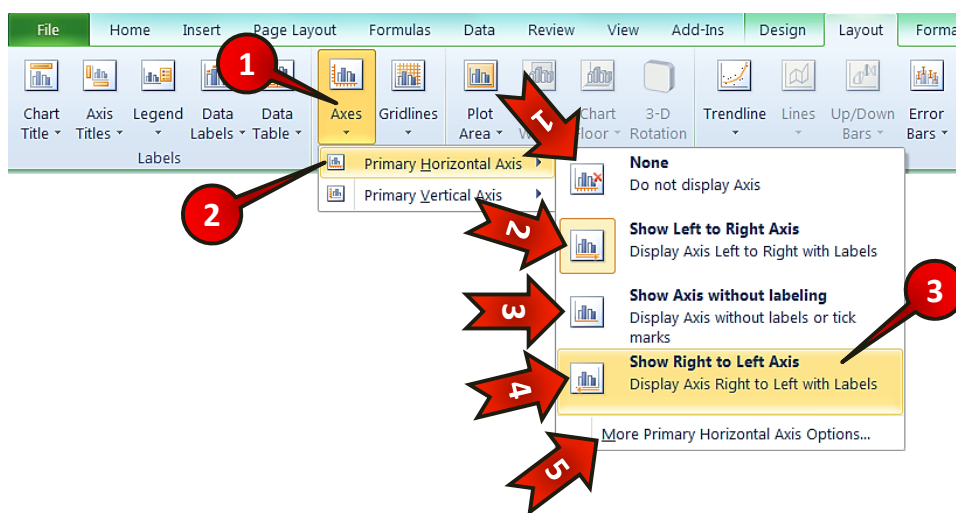 File Home Insert Page Layout Formulas Data Review View Add-Ins Design Layout Forma
Chart Axis Legend Data Data Axes Gridlines Plot Chart 3-D Trendline Lines Up/Down Error
Title Titles Labels Table Area Floor Rotation Bars Bars
Labels
1
2
3
Primary Horizontal Axis
Primary Vertical Axis
1
None
Do not display Axis
2
Show Left to Right Axis
Display Axis Left to Right with Labels
3
Show Axis without labeling
Display Axis without labels or tick
marks
4
Show Right to Left Axis
Display Axis Right to Left with Labels
5
More Primary Horizontal Axis Options...